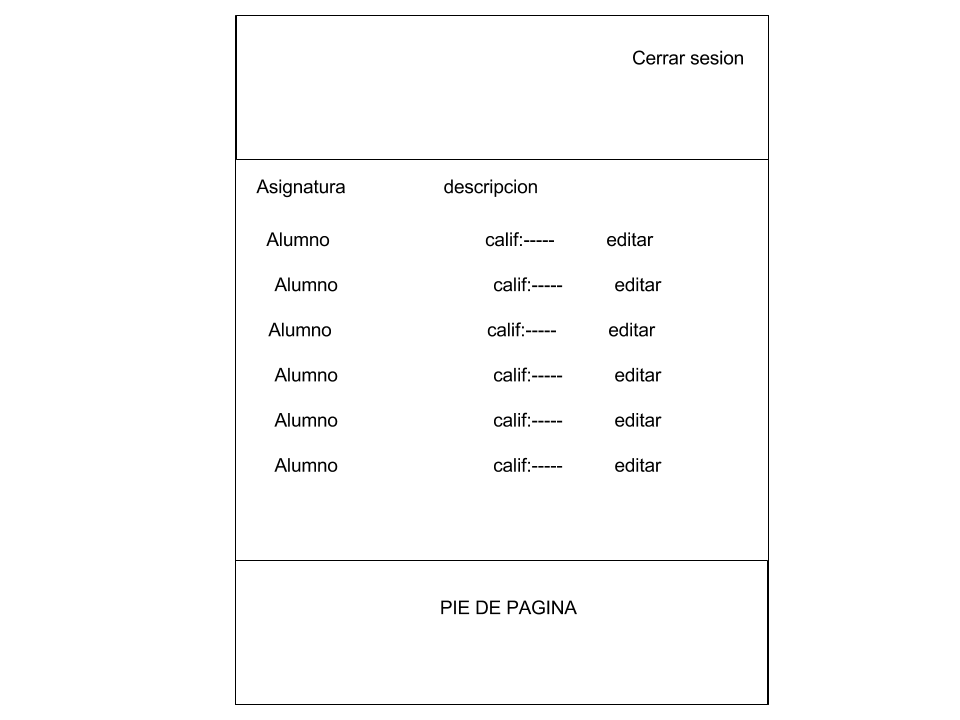 Cerrar sesion
Asignatura descripcion
Alumno calif:----- editar
Alumno calif:----- editar
Alumno calif:----- editar
Alumno calif:----- editar
Alumno calif:----- editar
Alumno calif:----- editar
PIE DE PAGINA